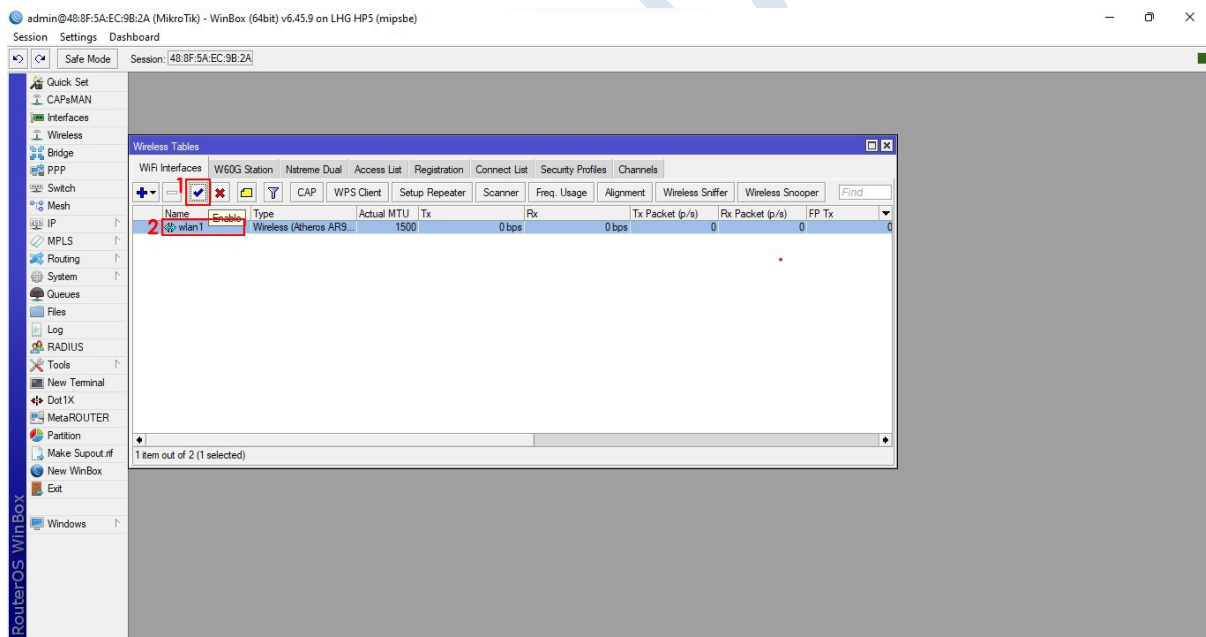 admin@48:8F:5A:EC:9B:2A (MikroTik) - WinBox (64bit) v6.45.9 on LHG HP5 (mipsbe)
Session Settings Dashboard
Safe Mode Session: 48:8F:5A:EC:9B:2A
Quick Set
CAPsMAN
Interfaces
Wireless
Bridge
PPP
Switch
Mesh
IP
MPLS
Routing
System
Queues
Files
Log
RADIUS
Tools
New Terminal
Dot1X
MetaROUTER
Partition
Make Supout.rif
New WinBox
Exit
Windows
RouterOS WinBox
Wireless Tables
WiFi Interfaces W60G Station Nstreme Dual Access List Registration Connect List Security Profiles Channels
1 CAP WPS Client Setup Repeater Scanner Freq. Usage Alignment Wireless Sniffer Wireless Snooper Find
Name Type Actual MTU Tx Rx Tx Packet (p/s) Rx Packet (p/s) FP Tx
Enable
2 wlan1 Wireless (Atheros AR9... 1500 0 bps 0 bps 0 0 0
1 item out of 2 (1 selected)